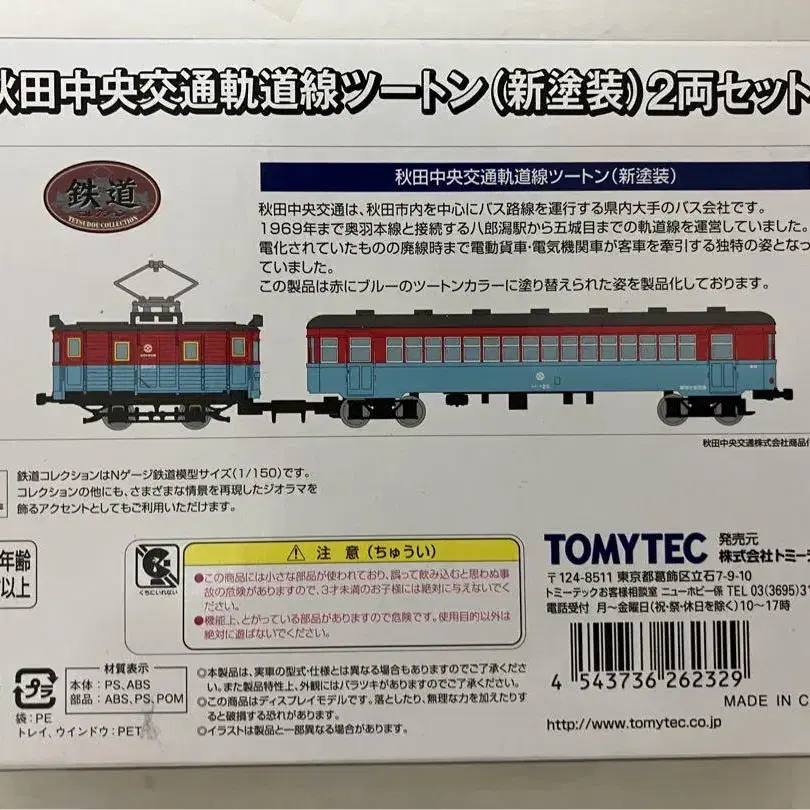 秋田中央交通軌道線ツートン(新塗装)2両セット
鉄道
コレクション
TETSUDOU COLLECTION
秋田中央交通軌道線ツートン(新塗装)
秋田中央交通は、秋田市内を中心にバス路線を運行する県内大手のバス会社です。
1969年まで奥羽本線と接続する八郎潟駅から五城目までの軌道線を運営していました。
電化されていたものの廃線時まで電動貨車・電気機関車が客車を牽引する独特の姿となっ
ていました。
この製品は赤にブルーのツートンカラーに塗り替えられた姿を製品化しております。
秋田中央交通株式会社商品化
鉄道コレクションはNゲージ鉄道模型サイズ(1/150)です。
コレクションの他にも、さまざまな情景を再現したジオラマを
飾るアクセントとしてもご利用いただけます。
年齢
以上
くちにいれない
注意(ちゅうい)
●この商品には小さな部品が使われており、誤って飲み込むと思わぬ事
故の危険がありますので、3才未満のお子様には絶対に与えないでく
ださい。
●機能上、とがっている部品がありますので危険です。使用目的以外は
絶対に遊ばないでください。
TOMYTEC 発売元
株式会社トミーテ
〒124-8511 東京都葛飾区立石7-9-10
トミーテックお客様相談室 ニューホビー係 TEL 03(3695)31
電話受付 月~金曜日(祝・祭・休日を除く)10~17時
4 543736 262329
MADE IN C
http://www.tomytec.co.jp
プラ
袋:PE
トレイ、ウインドウ:PET
材質表示
本体:PS、ABS
部品:ABS、PS、POM
◎本製品は、実車の型式・仕様とは異なる場合もありますのでご了承くださ
い。また製品特性上、外観にはバラツキがありますのでご了承ください。
◎この商品はディスプレイモデルです。落としたり、無理な力を加えたりす
ると破損する恐れがあります。
◎イラストは製品と一部異なる場合があります。